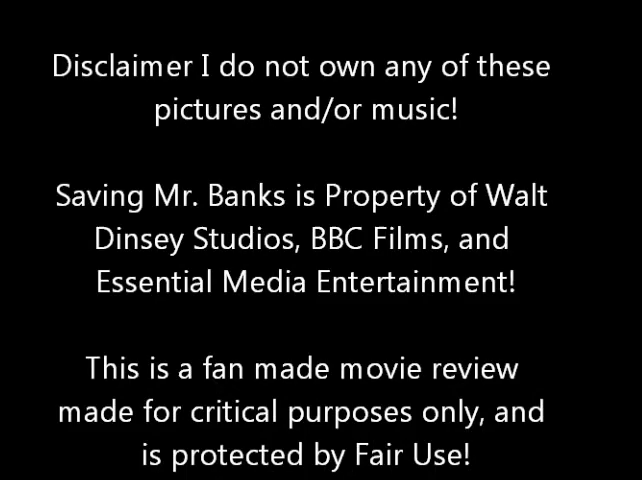 Disclaimer I do not own any of these
pictures and/or music!
Saving Mr. Banks is Property of Walt
Dinsey Studios, BBC Films, and
Essential Media Entertainment!
This is a fan made movie review
made for critical purposes only, and
is protected by Fair Use!